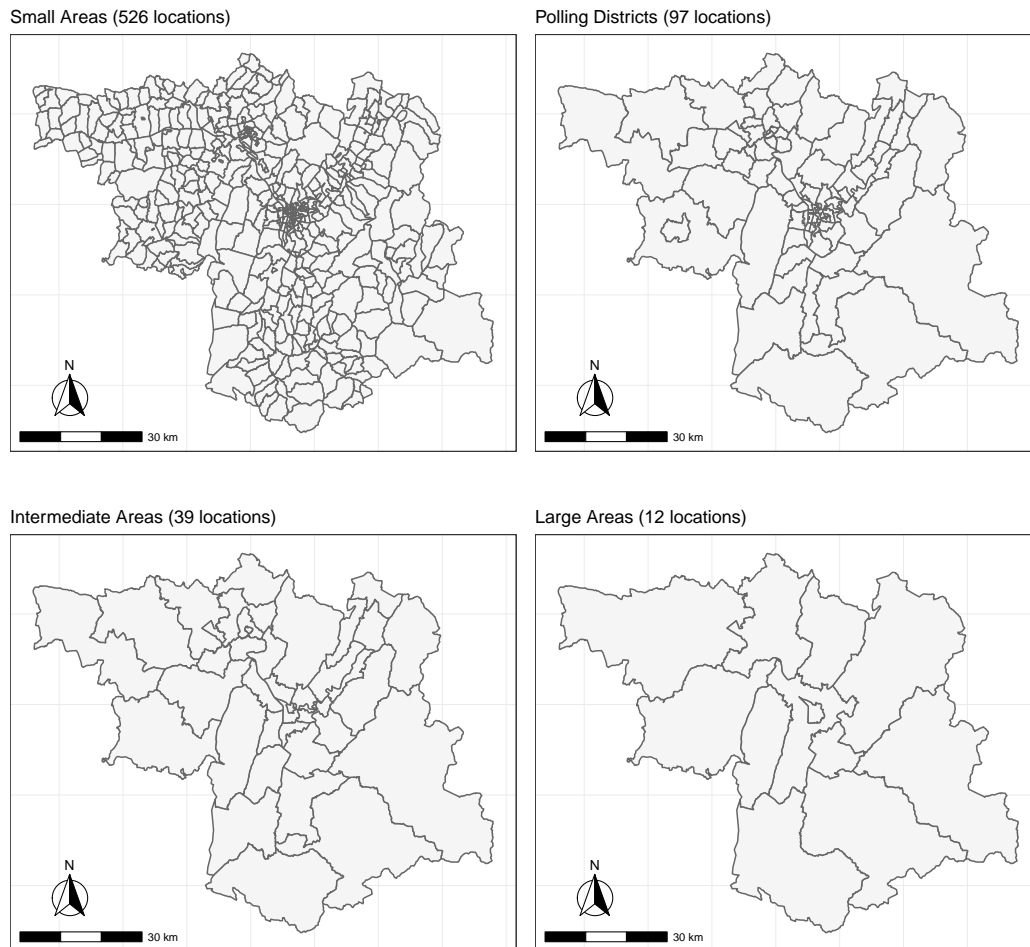 Small Areas (526 locations)
N
30 km
Polling Districts (97 locations)
N
30 km
Intermediate Areas (39 locations)
N
30 km
Large Areas (12 locations)
N
30 km